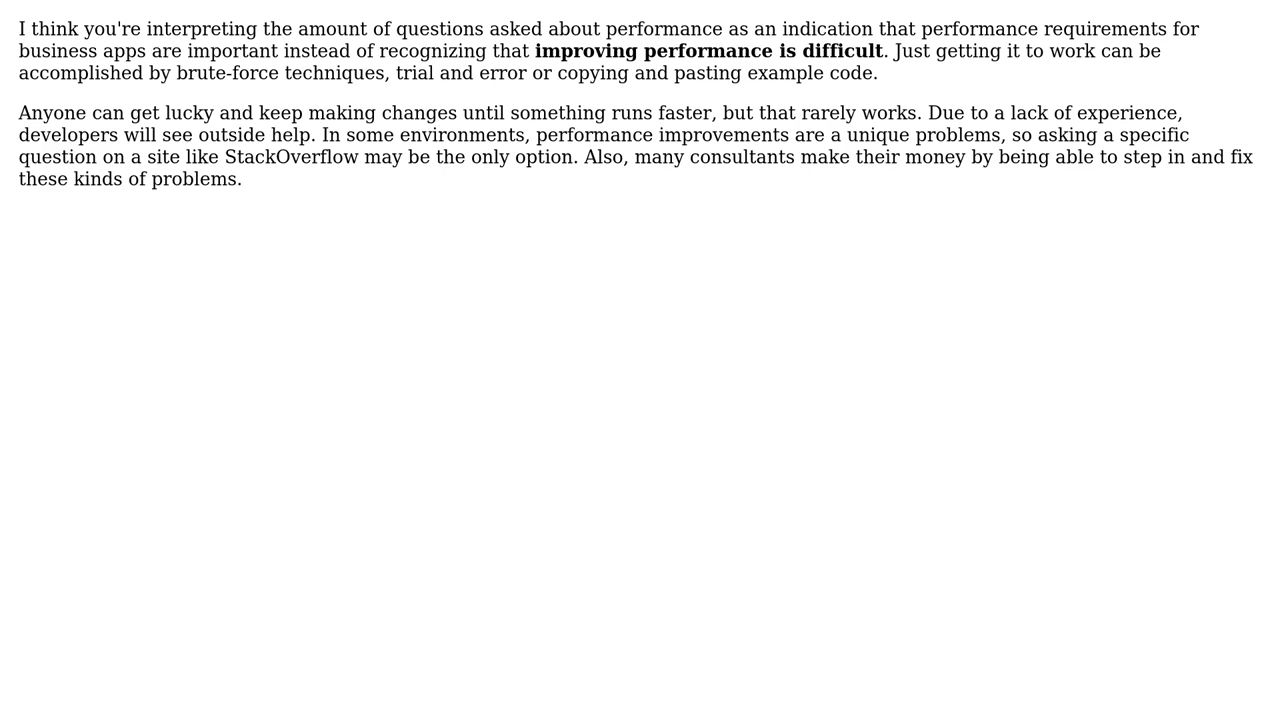 I think you're interpreting the amount of questions asked about performance as an indication that performance requirements for
business apps are important instead of recognizing that improving performance is difficult. Just getting it to work can be
accomplished by brute-force techniques, trial and error or copying and pasting example code.
Anyone can get lucky and keep making changes until something runs faster, but that rarely works. Due to a lack of experience,
developers will see outside help. In some environments, performance improvements are a unique problems, so asking a specific
question on a site like StackOverflow may be the only option. Also, many consultants make their money by being able to step in and fix
these kinds of problems.